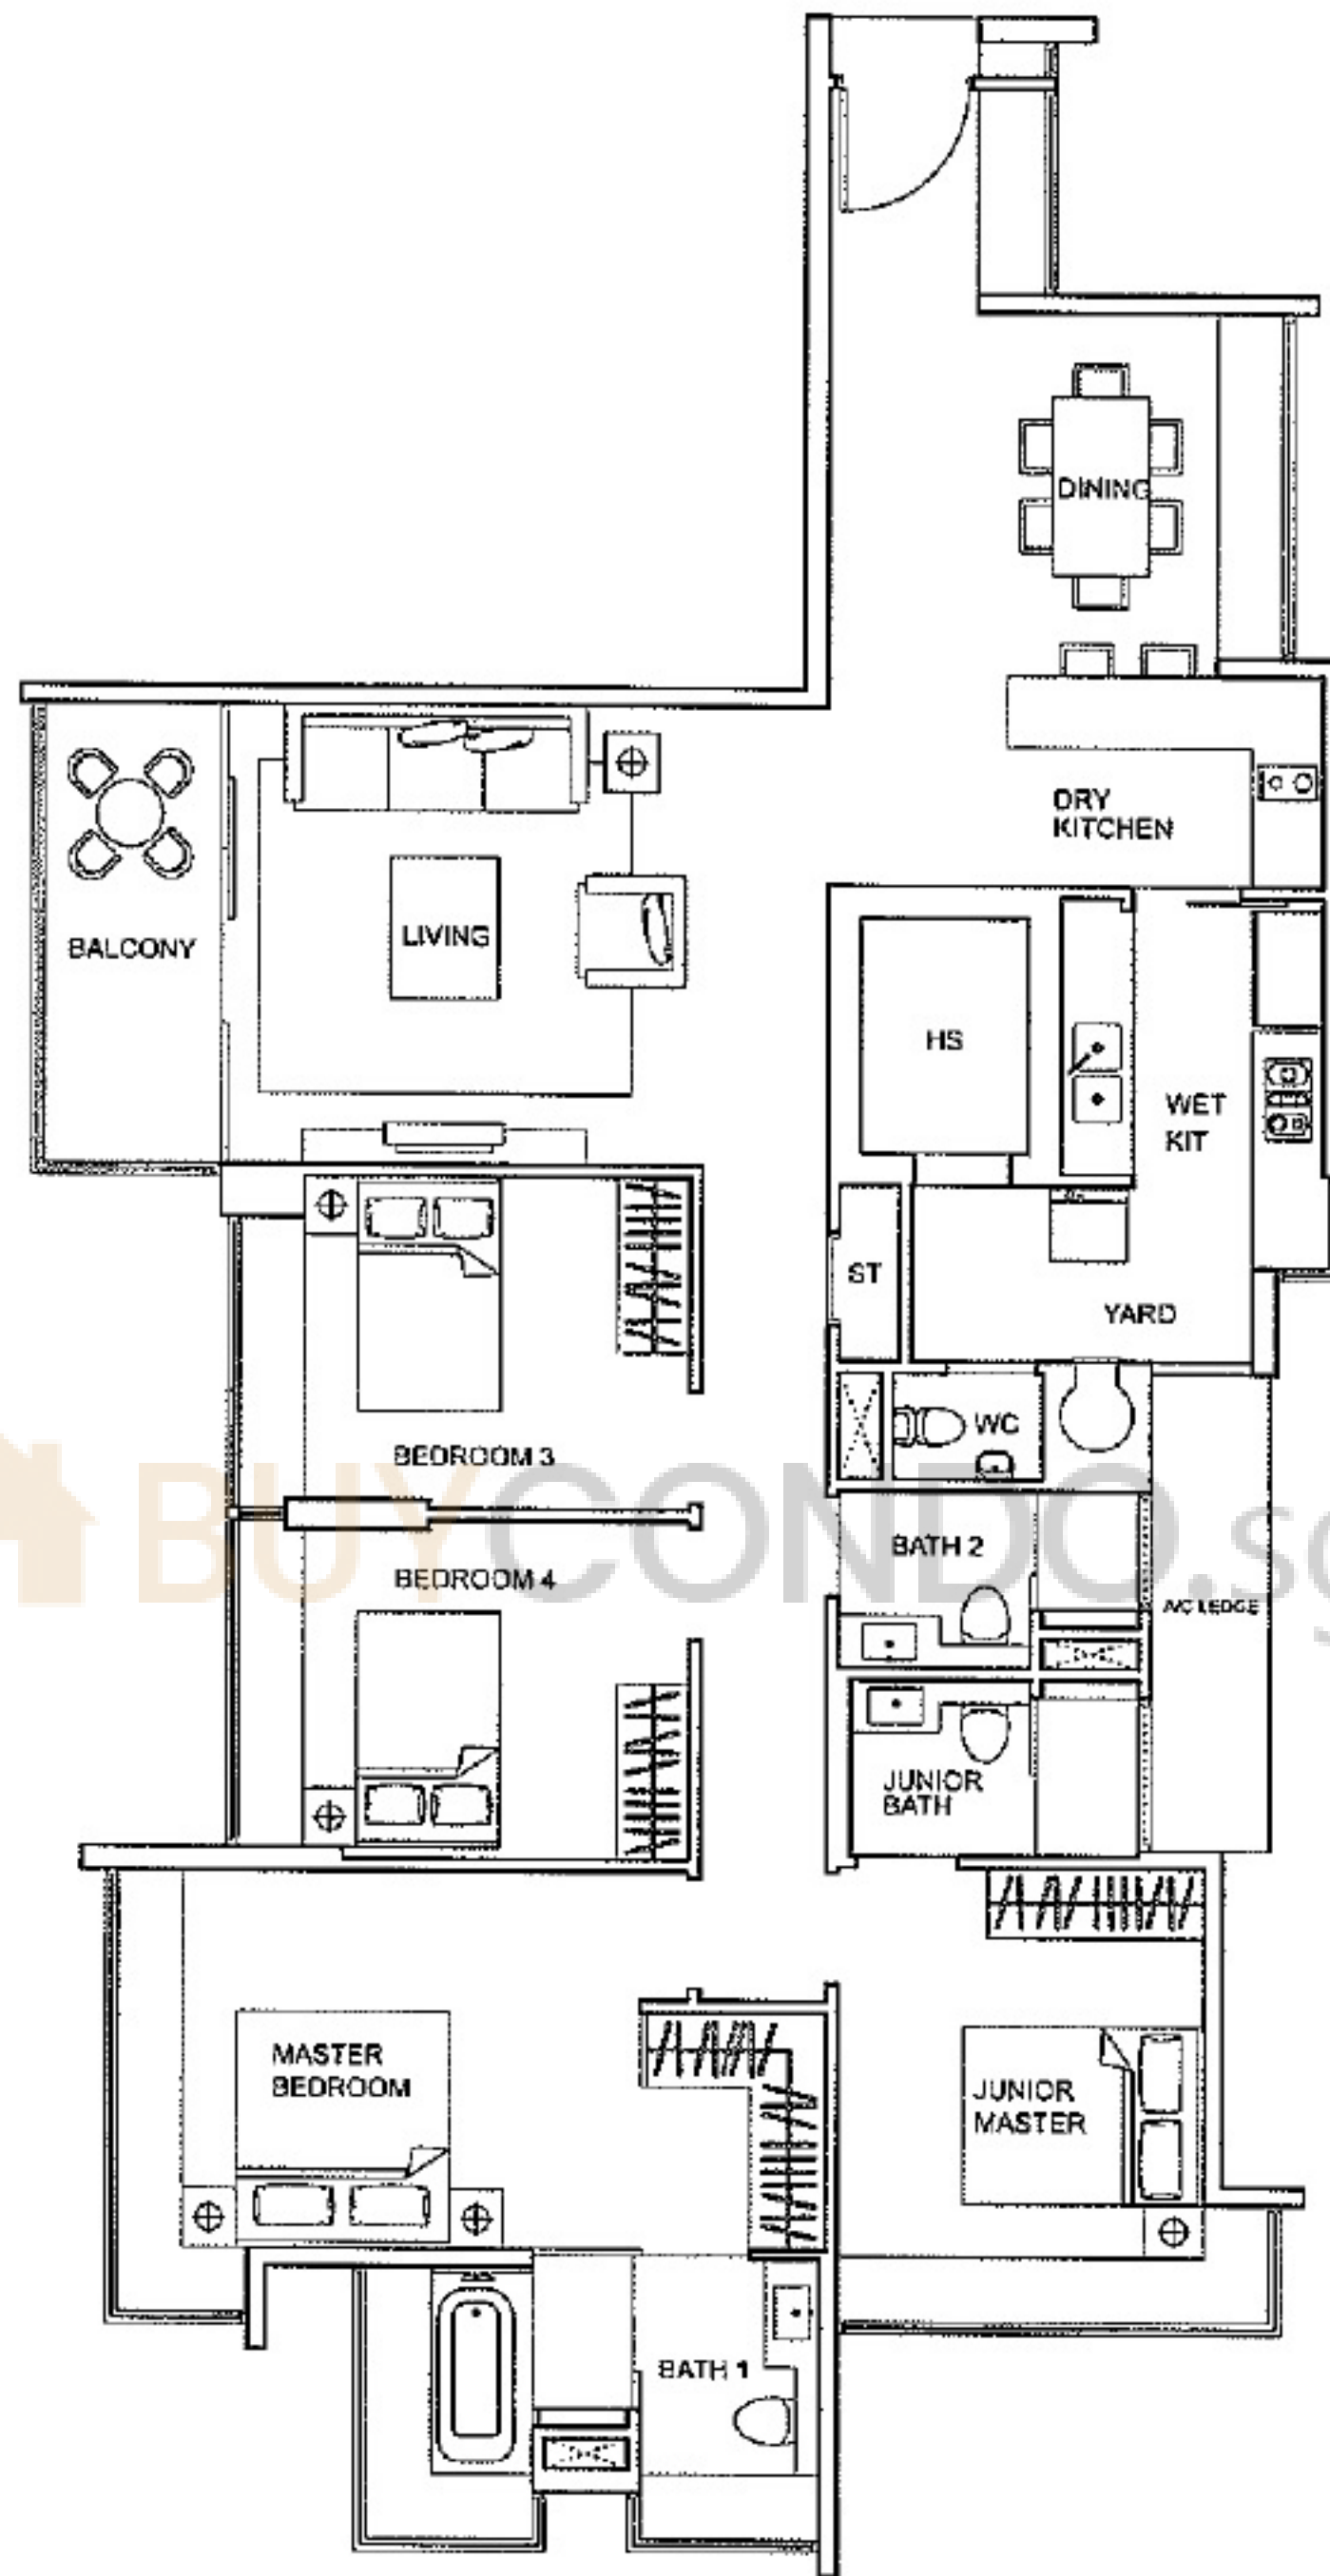 DINING
DRY
KITCHEN
BALCONY
LIVING
HS
WET
KIT
ST
YARD
WC
BEDROOM 3
BUYCONDO.sg
BATH 2
BEDROOM 4
A/C LEDGE
JUNIOR
BATH
MASTER
BEDROOM
JUNIOR
MASTER
BATH 1